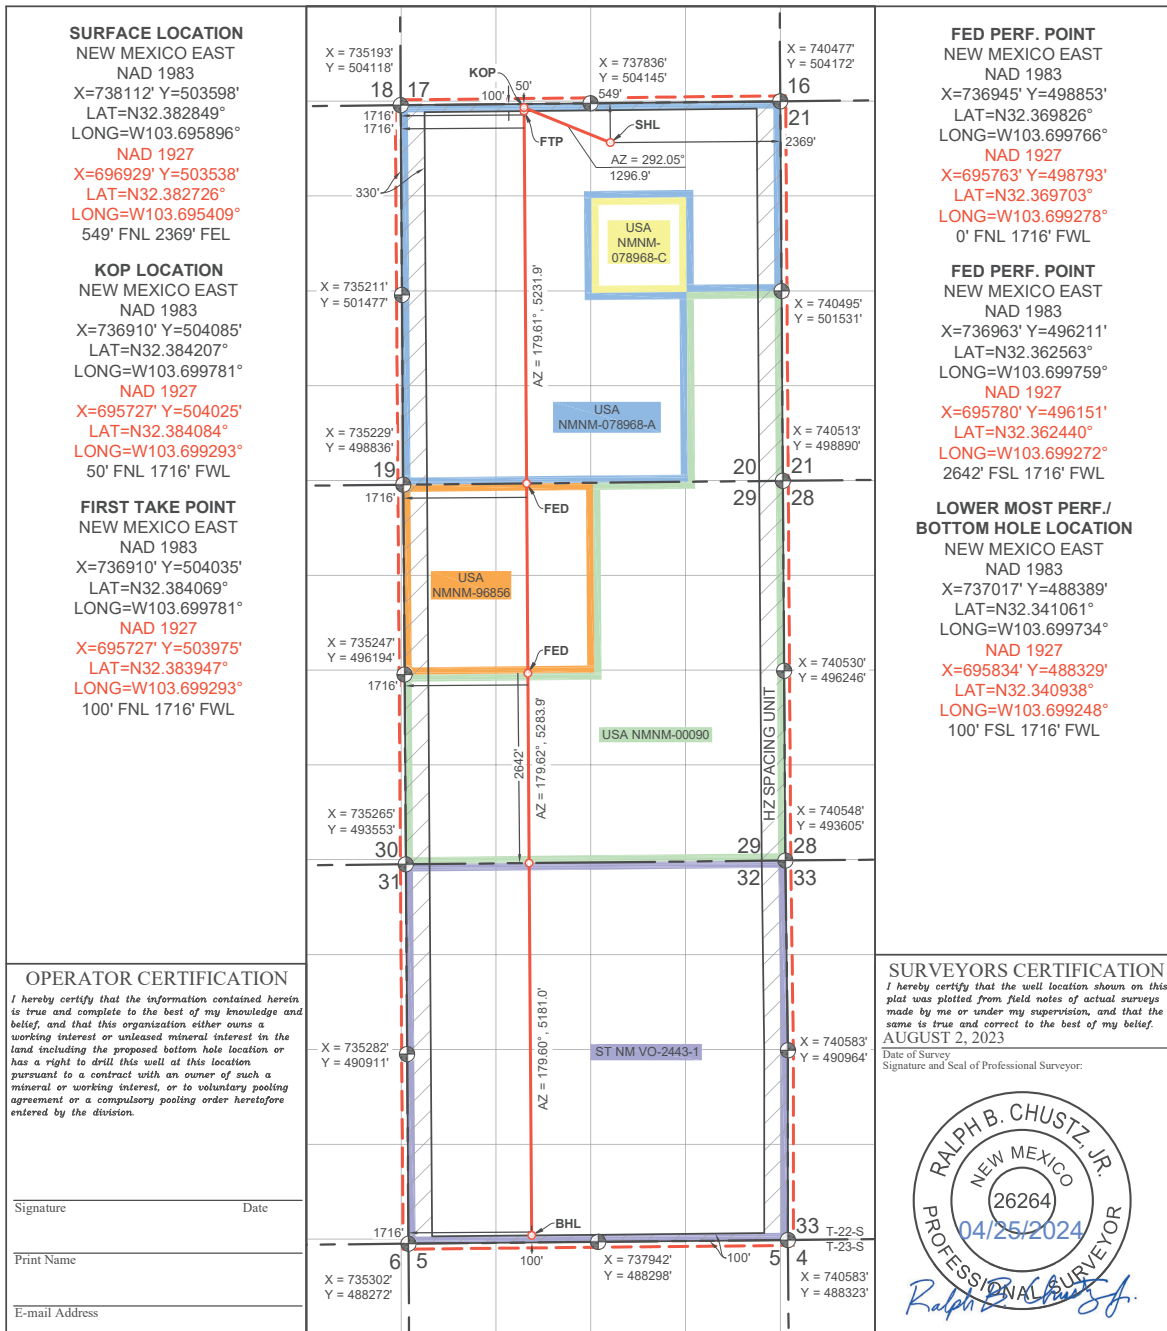 SURFACE LOCATION
NEW MEXICO EAST
NAD 1983
X=738112' Y=503598'
LAT=N32.382849°
LONG=W103.695896°
NAD 1927
X=696929' Y=503538'
LAT=N32.382726°
LONG=W103.695409°
549' FNL 2369' FEL
KOP LOCATION
NEW MEXICO EAST
NAD 1983
X=736910' Y=504085'
LAT=N32.384207°
LONG=W103.699781°
NAD 1927
X=695727' Y=504025'
LAT=N32.384084°
LONG=W103.699293°
50' FNL 1716' FWL
FIRST TAKE POINT
NEW MEXICO EAST
NAD 1983
X=736910' Y=504035'
LAT=N32.384069°
LONG=W103.699781°
NAD 1927
X=695727' Y=503975'
LAT=N32.383947°
LONG=W103.699293°
100' FNL 1716' FWL
OPERATOR CERTIFICATION
I hereby certify that the information contained herein
is true and complete to the best of my knowledge and
belief, and that this organization either owns a
working interest or unleased mineral interest in the
land including the proposed bottom hole location or
has a right to drill this well at this location
pursuant to a contract with an owner of such a
mineral or working interest, or to voluntary pooling
agreement or a compulsory pooling order heretofore
entered by the division.
Signature Date
Print Name
E-mail Address
X = 735193'
Y = 504118'
KOP
50'
100'
X = 737836'
Y = 504145'
549'
X = 740477'
Y = 504172'
18 17
16
21
1716'
1716'
FTP
SHL
2369'
AZ = 292.05°
1296.9'
330'
USA
NMNM-
078968-C
X = 735211'
Y = 501477'
X = 740495'
Y = 501531'
AZ = 179.61°, 5231.9'
USA
NMNM-078968-A
X = 735229'
Y = 498836'
X = 740513'
Y = 498890'
19
20 21
29 28
1716'
FED
USA
NMNM-96856
X = 735247'
Y = 496194'
FED
X = 740530'
Y = 496246'
1716'
2642'
AZ = 179.62°, 5283.9'
USA NMNM-00090
HZ SPACING UNIT
X = 735265'
Y = 493553'
X = 740548'
Y = 493605'
30
31
29 28
32 33
AZ = 179.60°, 5181.0'
ST NM VO-2443-1
X = 735282'
Y = 490911'
X = 740583'
Y = 490964'
1716'
BHL
33 T-22-S
T-23-S
6 5
5 4
100'
100'
X = 735302'
Y = 488272'
X = 737942'
Y = 488298'
X = 740583'
Y = 488323'
FED PERF. POINT
NEW MEXICO EAST
NAD 1983
X=736945' Y=498853'
LAT=N32.369826°
LONG=W103.699766°
NAD 1927
X=695763' Y=498793'
LAT=N32.369703°
LONG=W103.699278°
0' FNL 1716' FWL
FED PERF. POINT
NEW MEXICO EAST
NAD 1983
X=736963' Y=496211'
LAT=N32.362563°
LONG=W103.699759°
NAD 1927
X=695780' Y=496151'
LAT=N32.362440°
LONG=W103.699272°
2642' FSL 1716' FWL
LOWER MOST PERF./
BOTTOM HOLE LOCATION
NEW MEXICO EAST
NAD 1983
X=737017' Y=488389'
LAT=N32.341061°
LONG=W103.699734°
NAD 1927
X=695834' Y=488329'
LAT=N32.340938°
LONG=W103.699248°
100' FSL 1716' FWL
SURVEYORS CERTIFICATION
I hereby certify that the well location shown on this
plat was plotted from field notes of actual surveys
made by me or under my supervision, and that the
same is true and correct to the best of my belief.
AUGUST 2, 2023
Date of Survey
Signature and Seal of Professional Surveyor:
RALPH B. CHUSTZ, JR.
NEW MEXICO
26264
04/25/2024
PROFESSIONAL SURVEYOR
Ralph B. Chustz Jr.